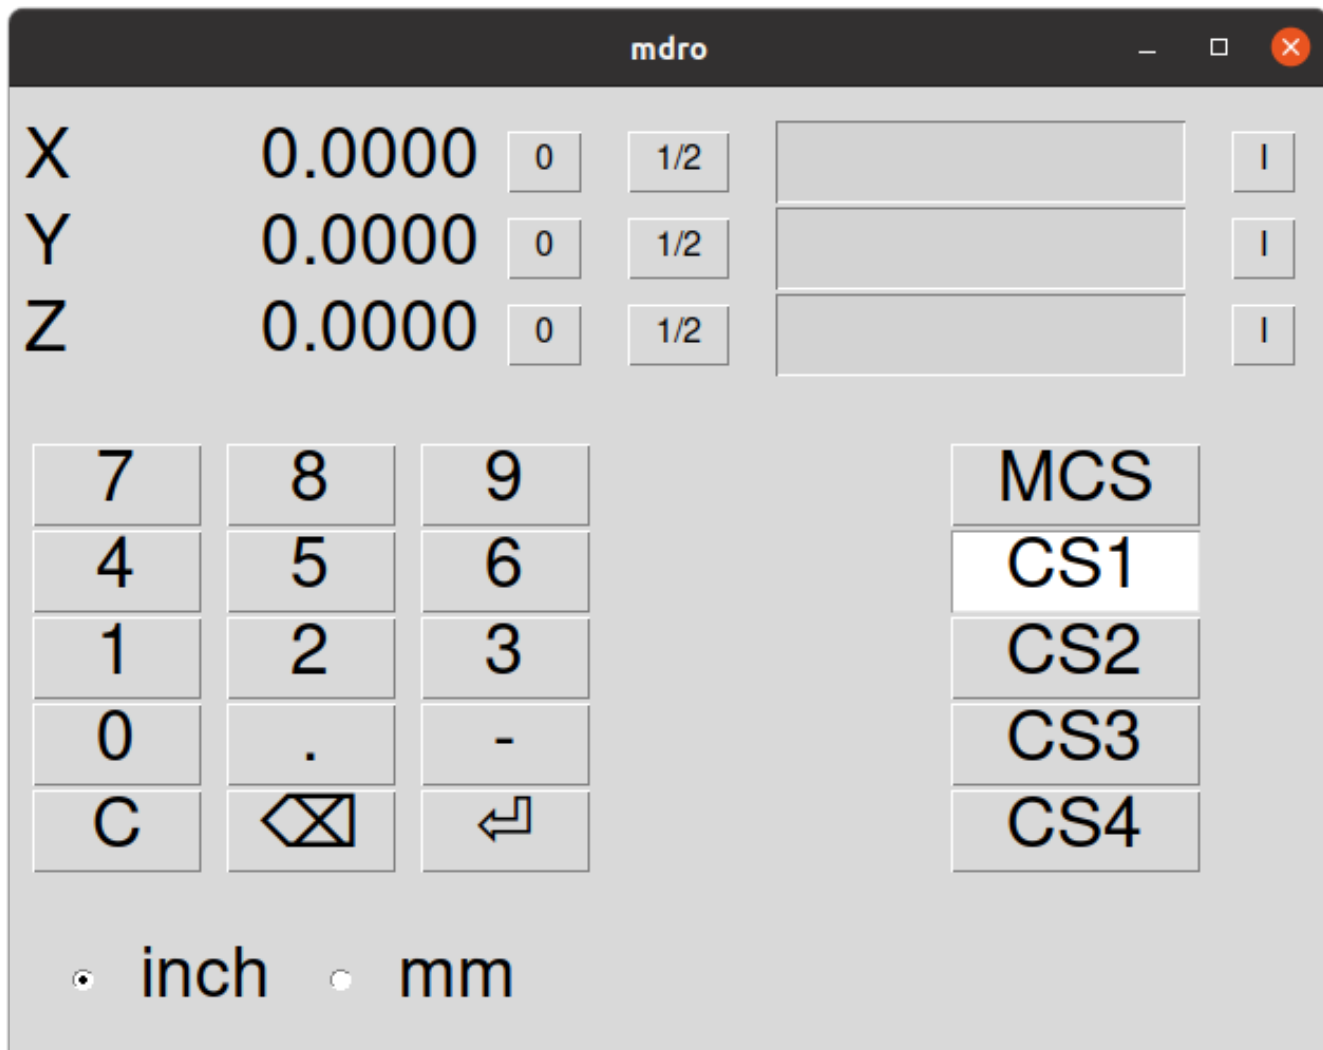 mdro
X 0.0000 0 1/2 I
Y 0.0000 0 1/2 I
Z 0.0000 0 1/2 I
7 8 9 MCS
4 5 6 CS1
1 2 3 CS2
0 . - CS3
C ⌫ ⏎ CS4
inch mm